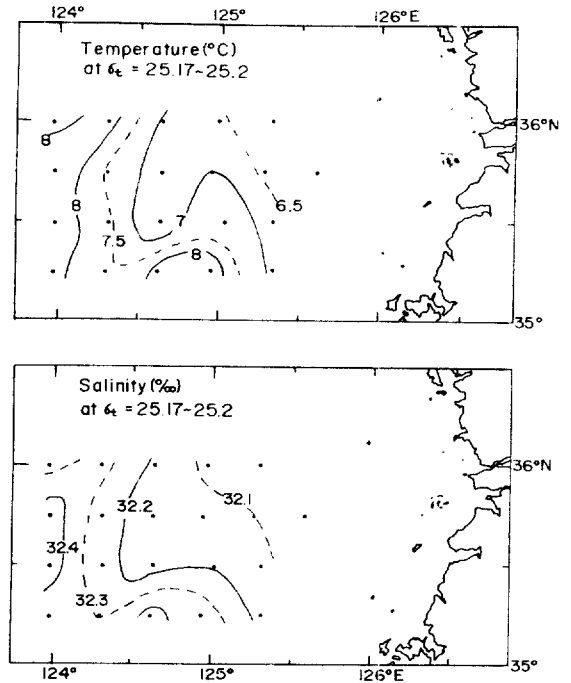 124°
125°
126°E
Temperature (°C)
at σt = 25.17~25.2
36°N
8
8
6.5
7
7.5
8
35°
Salinity (‰)
at σt = 25.17~25.2
36°N
32.2
32.1
32.4
32.3
35°
124°
125°
126°E